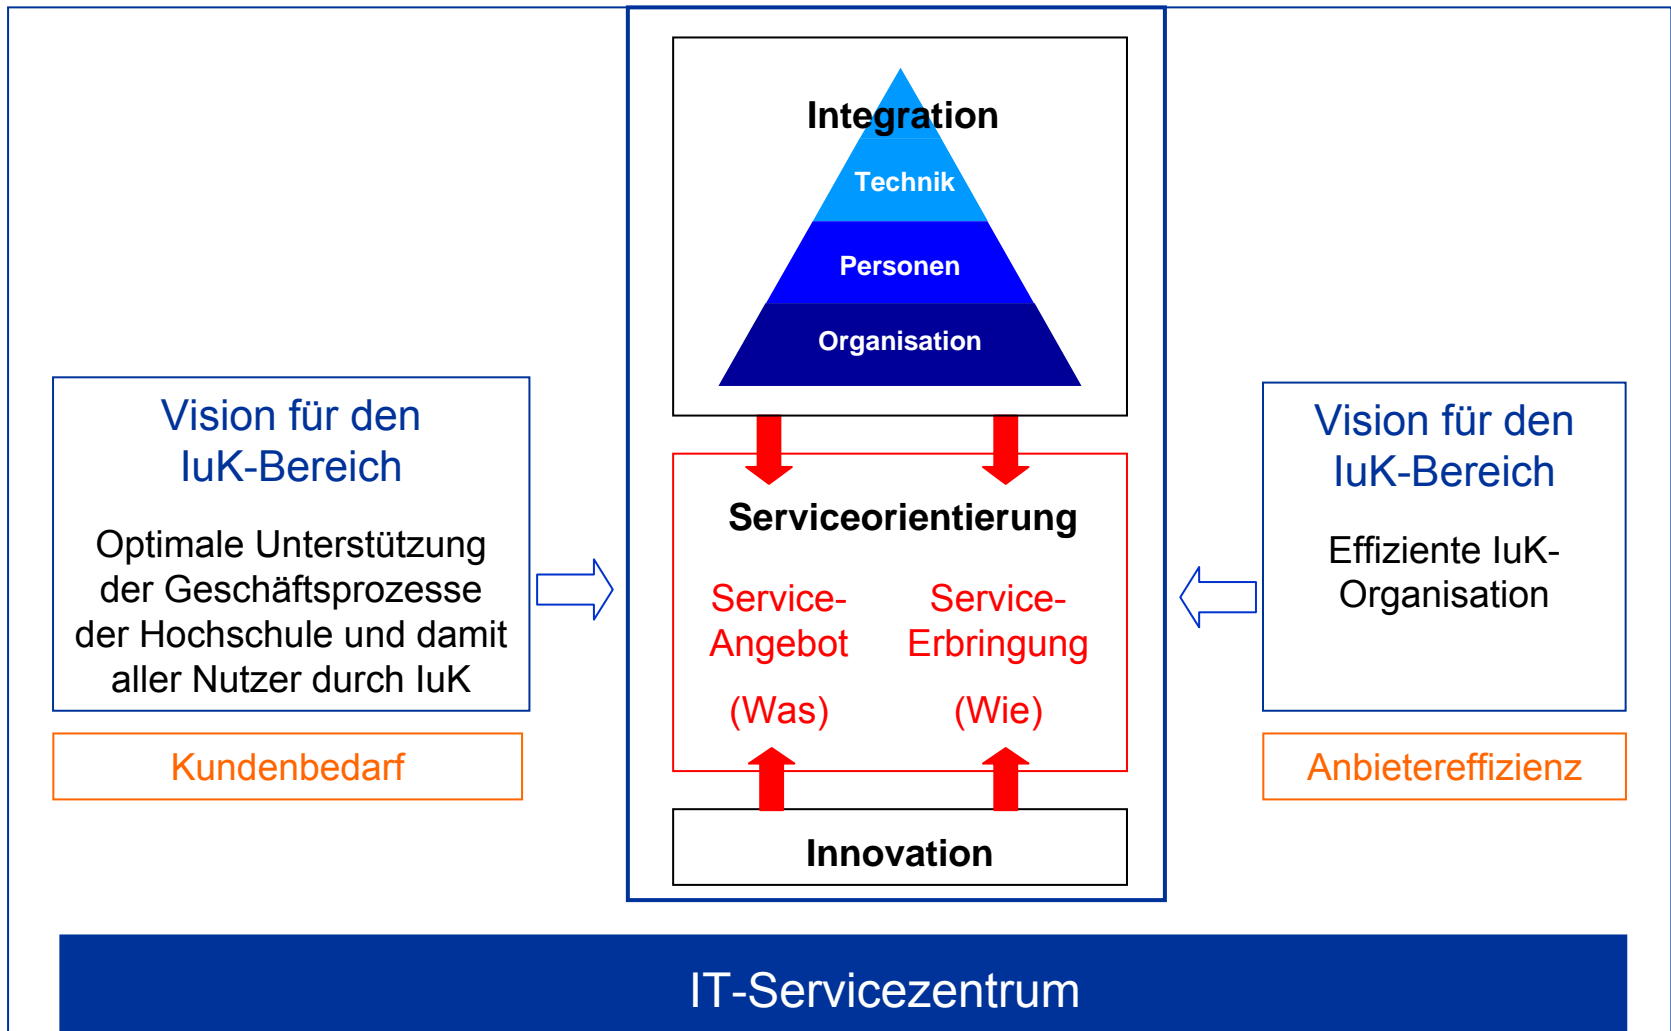 Integration
Technik
Personen
Organisation
Vision für den
IuK-Bereich
Optimale Unterstützung
der Geschäftsprozesse
der Hochschule und damit
aller Nutzer durch IuK
Kundenbedarf
Serviceorientierung
Service-
Angebot
(Was)
Service-
Erbringung
(Wie)
Innovation
Vision für den
IuK-Bereich
Effiziente IuK-
Organisation
Anbietereffizienz
IT-Servicezentrum